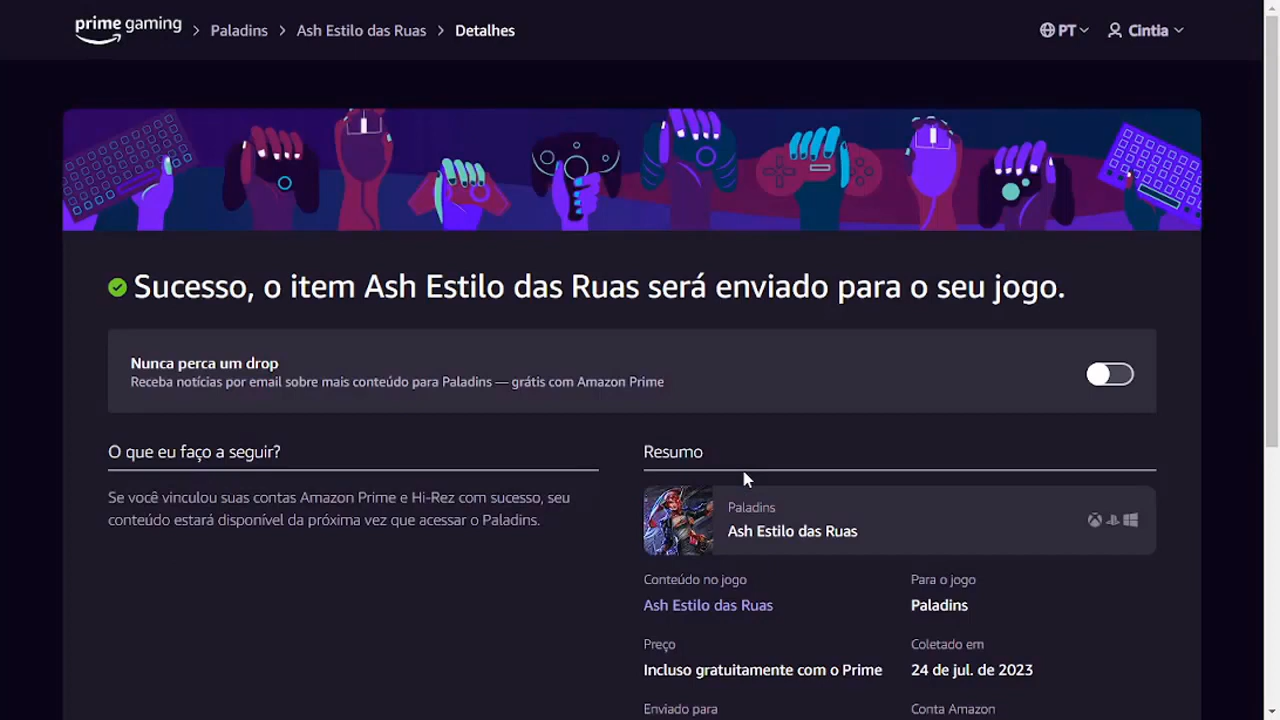 prime gaming > Paladins > Ash Estilo das Ruas > Detalhes
PT Cintia
Sucesso, o item Ash Estilo das Ruas será enviado para o seu jogo.
Nunca perca um drop
Receba notícias por email sobre mais conteúdo para Paladins — grátis com Amazon Prime
O que eu faço a seguir?
Se você vinculou suas contas Amazon Prime e Hi-Rez com sucesso, seu
conteúdo estará disponível da próxima vez que acessar o Paladins.
Resumo
Paladins
Ash Estilo das Ruas
Conteúdo no jogo
Ash Estilo das Ruas
Para o jogo
Paladins
Preço
Incluso gratuitamente com o Prime
Coletado em
24 de jul. de 2023
Enviado para
Conta Amazon